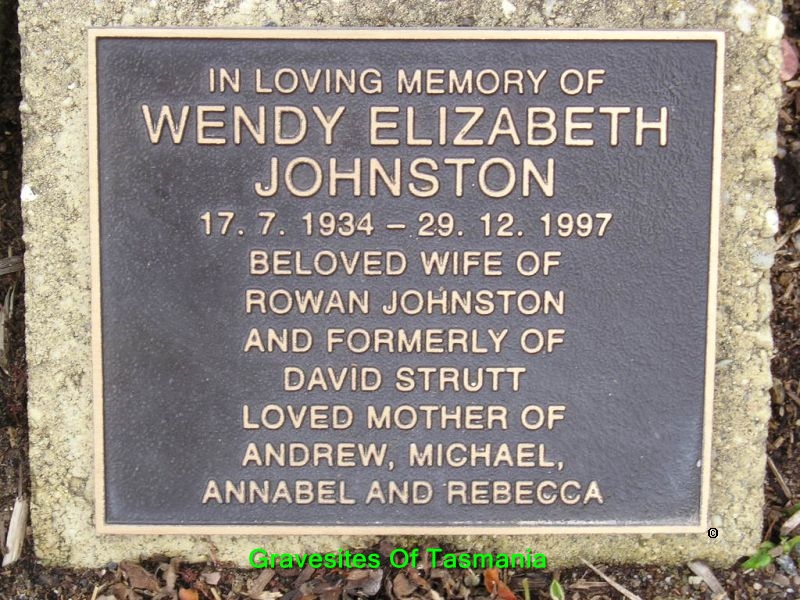 IN LOVING MEMORY OF
WENDY ELIZABETH
JOHNSTON
17. 7. 1934 – 29. 12. 1997
BELOVED WIFE OF
ROWAN JOHNSTON
AND FORMERLY OF
DAVID STRUTT
LOVED MOTHER OF
ANDREW, MICHAEL,
ANNABEL AND REBECCA
©
Gravesites Of Tasmania